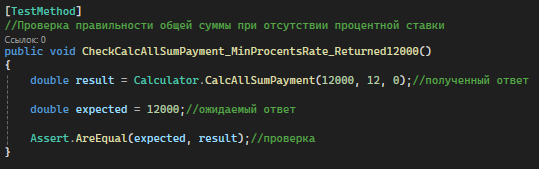 [TestMethod]
//Проверка правильности общей суммы при отсутствии процентной ставки
Ссылок: 0
public void CheckCalcAllSumPayment_MinProcentsRate_Returned12000()
{
double result = Calculator.CalcAllSumPayment(12000, 12, 0);//полученный ответ
double expected = 12000;//ожидаемый ответ
Assert.AreEqual(expected, result);//проверка
}